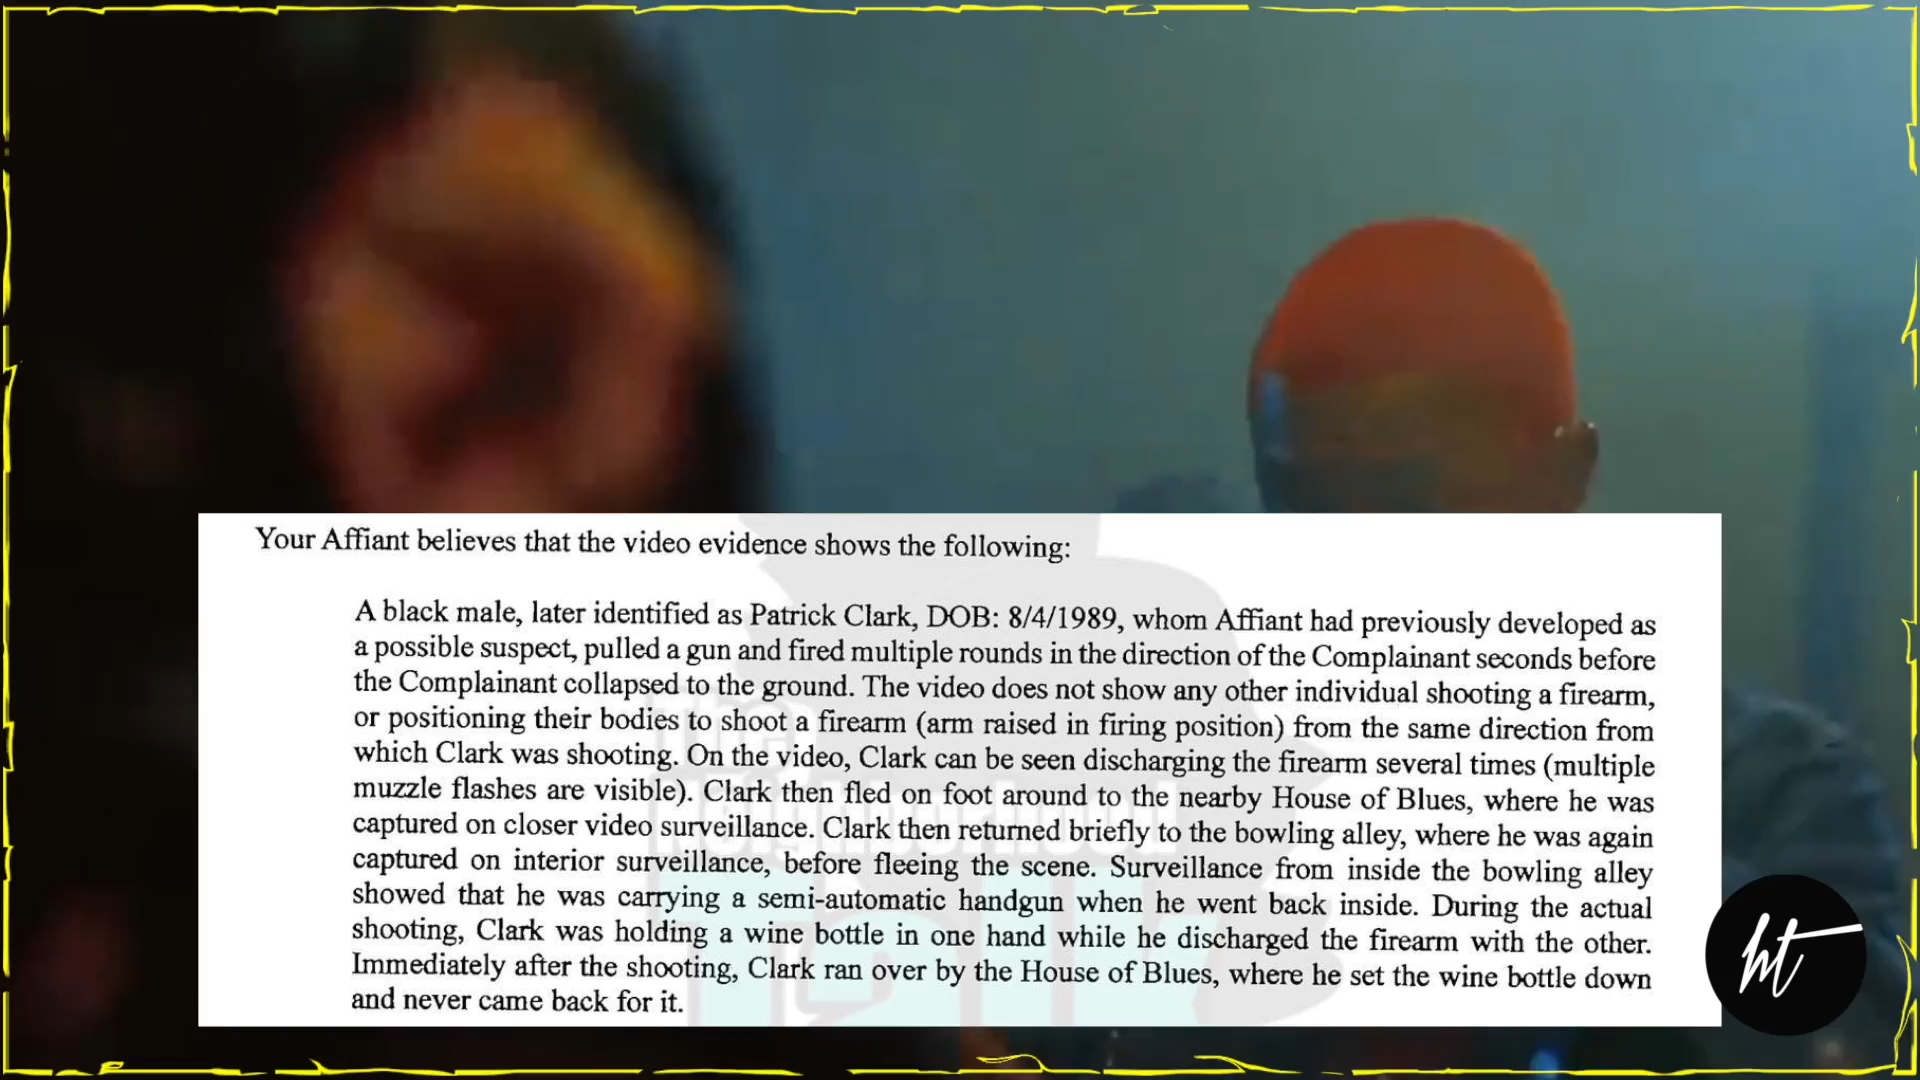 Your Affiant believes that the video evidence shows the following:
A black male, later identified as Patrick Clark, DOB: 8/4/1989, whom Affiant had previously developed as
a possible suspect, pulled a gun and fired multiple rounds in the direction of the Complainant seconds before
the Complainant collapsed to the ground. The video does not show any other individual shooting a firearm,
or positioning their bodies to shoot a firearm (arm raised in firing position) from the same direction from
which Clark was shooting. On the video, Clark can be seen discharging the firearm several times (multiple
muzzle flashes are visible). Clark then fled on foot around to the nearby House of Blues, where he was
captured on closer video surveillance. Clark then returned briefly to the bowling alley, where he was again
captured on interior surveillance, before fleeing the scene. Surveillance from inside the bowling alley
showed that he was carrying a semi-automatic handgun when he went back inside. During the actual
shooting, Clark was holding a wine bottle in one hand while he discharged the firearm with the other.
Immediately after the shooting, Clark ran over by the House of Blues, where he set the wine bottle down
and never came back for it.
The
Neighborhood
Talk
ht